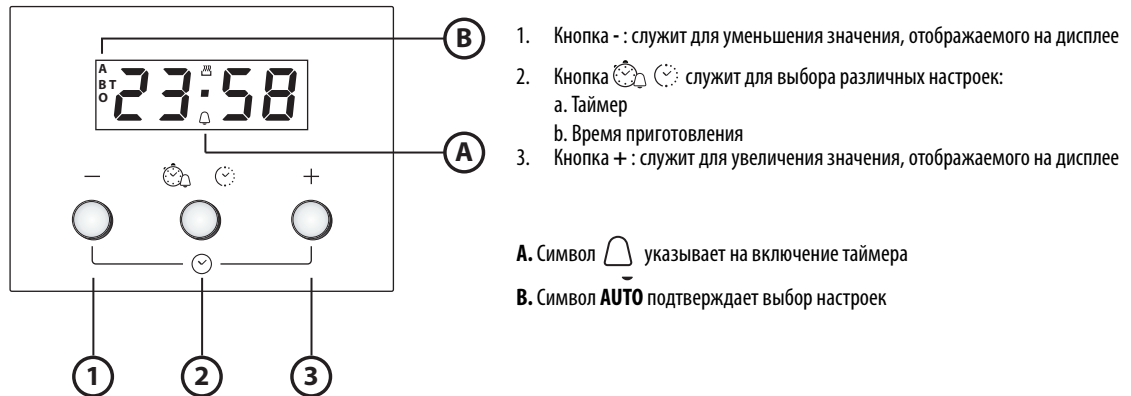 B
A
B T
O
23:58
A
−
+
1
2
3
1. Кнопка - : служит для уменьшения значения, отображаемого на дисплее
2. Кнопка служит для выбора различных настроек:
a. Таймер
b. Время приготовления
3. Кнопка + : служит для увеличения значения, отображаемого на дисплее
A. Символ указывает на включение таймера
B. Символ AUTO подтверждает выбор настроек